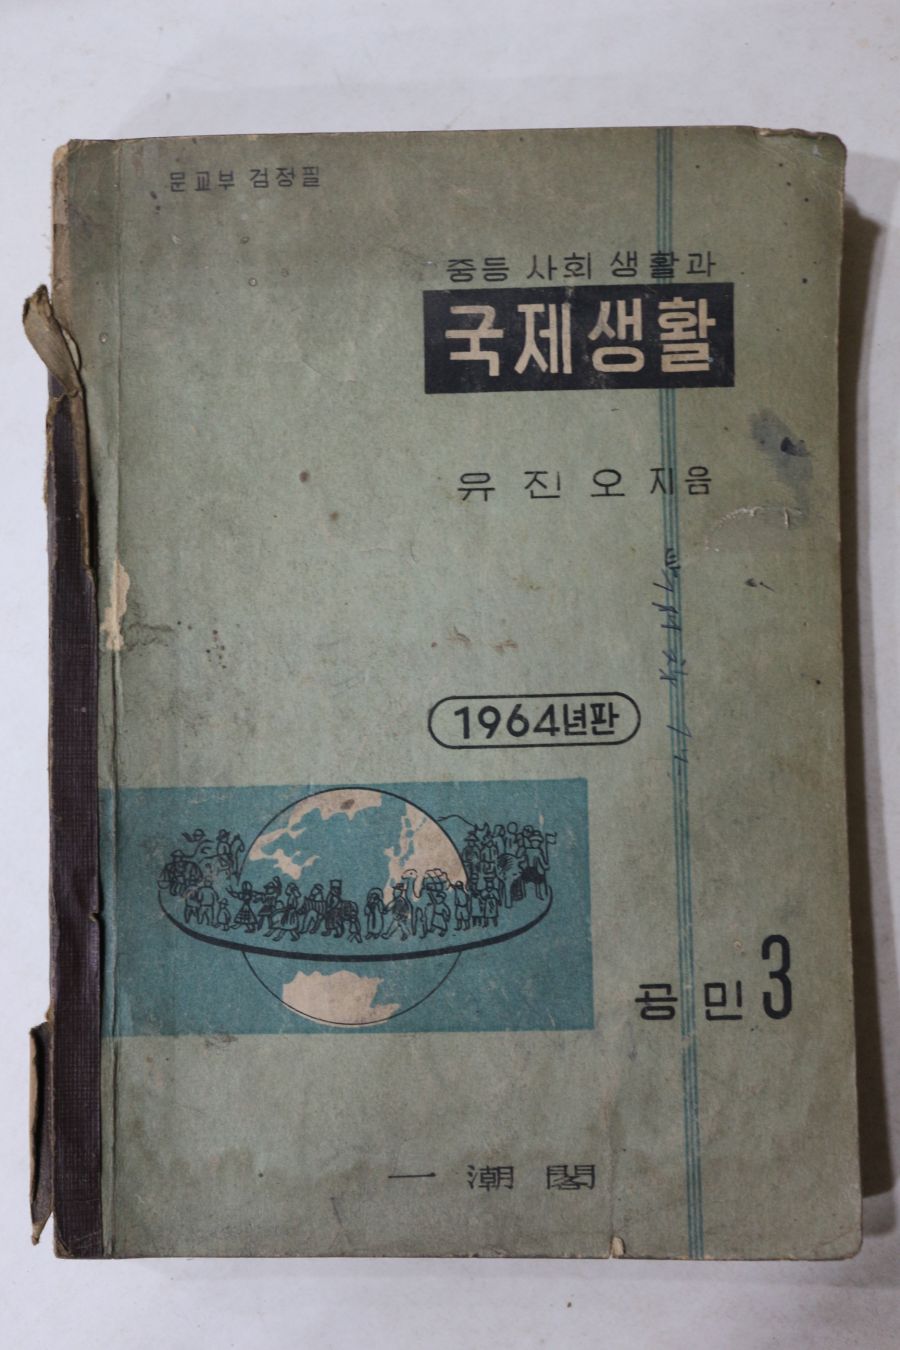 문교부 검정필
중등 사회 생활과
국제생활
유진오 지음
1964년판
공민 3
一潮閣